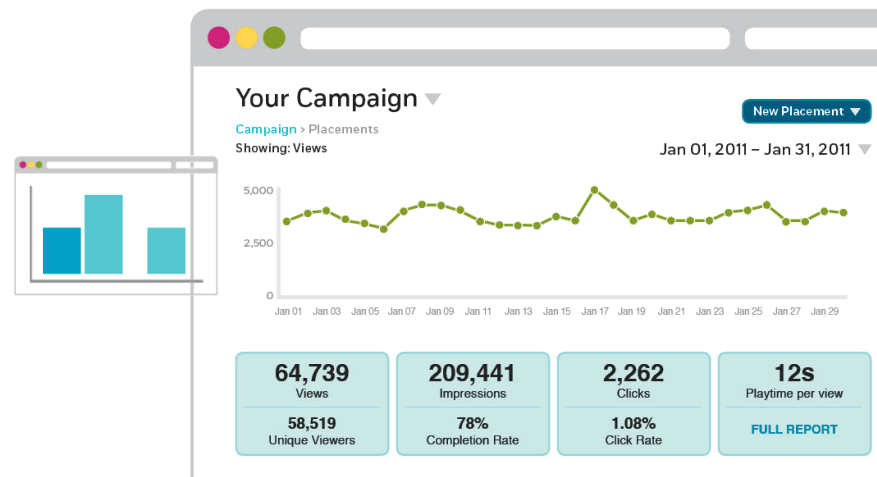 Your Campaign
New Placement
Campaign > Placements
Showing: Views
Jan 01, 2011 – Jan 31, 2011
5,000
2,500
0
Jan 01 Jan 03 Jan 05 Jan 07 Jan 09 Jan 11 Jan 13 Jan 15 Jan 17 Jan 19 Jan 21 Jan 23 Jan 25 Jan 27 Jan 29
64,739
Views
58,519
Unique Viewers
209,441
Impressions
78%
Completion Rate
2,262
Clicks
1.08%
Click Rate
12s
Playtime per view
FULL REPORT